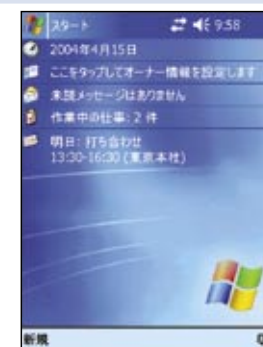 スタート 9:58
2004年4月15日
ここをタップしてオーナー情報を設定します
未読メッセージはありません
作業中の仕事: 2 件
明日: 打ち合わせ
13:30-16:30 (東京本社)
新規